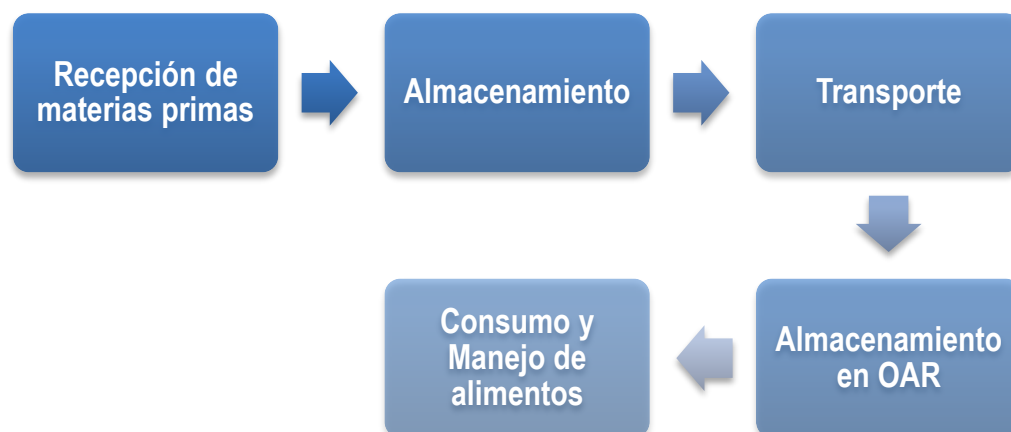 Recepción de
materias primas
Almacenamiento
Transporte
Almacenamiento
en OAR
Consumo y
Manejo de
alimentos